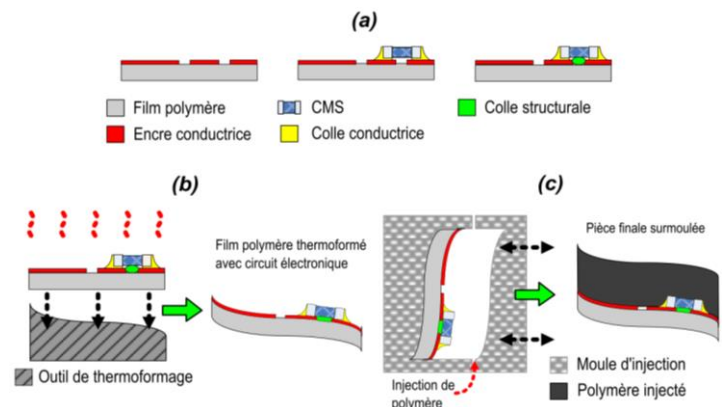 (a)
Film polymère
CMS
Colle structurale
Encre conductrice
Colle conductrice
(b)
(c)
Film polymère thermoformé
avec circuit électronique
Pièce finale surmoulée
Outil de thermoformage
Injection de
polymère
Moule d'injection
Polymère injecté